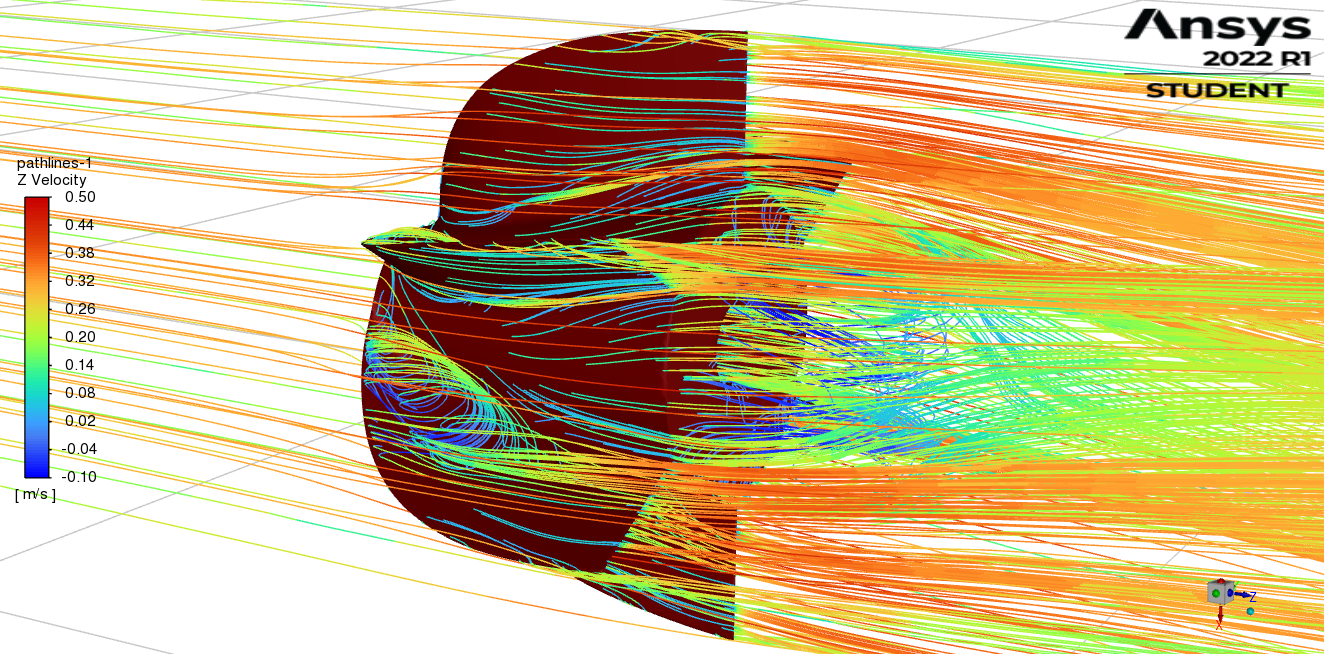 Ansys
2022 R1
STUDENT
pathlines-1
Z Velocity
0.50
0.44
0.38
0.32
0.26
0.20
0.14
0.08
0.02
-0.04
-0.10
[ m/s ]
Z
X